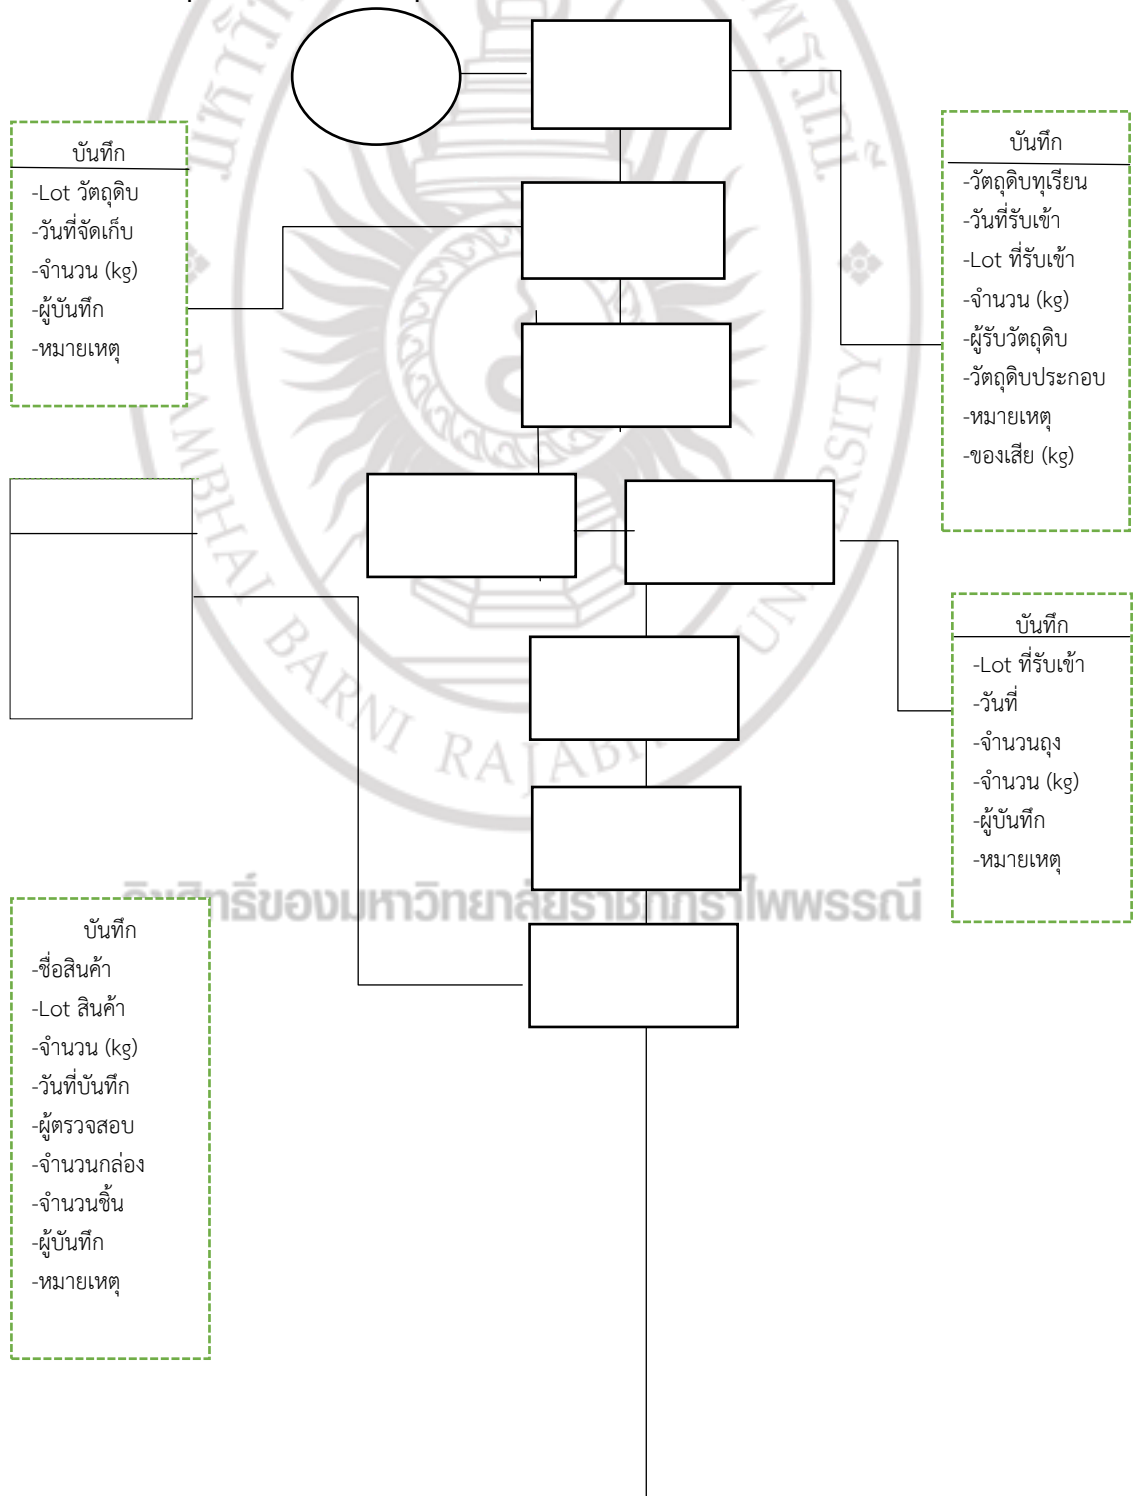 บันทึก
-Lot วัตถุดิบ
-วันที่จัดเก็บ
-จำนวน (kg)
-ผู้บันทึก
-หมายเหตุ
บันทึก
-วัตถุดิบทุเรียน
-วันที่รับเข้า
-Lot ที่รับเข้า
-จำนวน (kg)
-ผู้รับวัตถุดิบ
-วัตถุดิบประกอบ
-หมายเหตุ
-ของเสีย (kg)
บันทึก
-Lot ที่รับเข้า
-วันที่
-จำนวนถุง
-จำนวน (kg)
-ผู้บันทึก
-หมายเหตุ
BARNI
ของมหาวิทยาลัยราชภัฏรำไพพรรณี
บันทึก
-ชื่อสินค้า
-Lot สินค้า
-จำนวน (kg)
-วันที่บันทึก
-ผู้ตรวจสอบ
-จำนวนกล่อง
-จำนวนชิ้น
-ผู้บันทึก
-หมายเหตุ